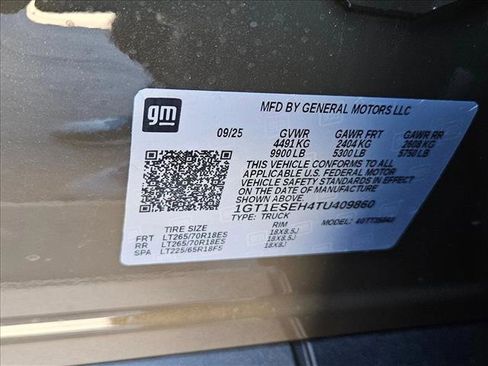 gm
MFD BY GENERAL MOTORS LLC
09/25 GVWR GAWR FRT GAWR RR
4491 KG 2404 KG 2608 KG
9900 LB 5300 LB 5750 LB
THIS VEHICLE CONFORMS TO ALL
APPLICABLE U.S. FEDERAL MOTOR
VEHICLE SAFETY STANDARDS IN EFFECT
ON THE DATE OF MANUFACTURE SHOWN ABOVE.
1GT1ESEH4TU409860
TYPE: TRUCK MODEL:
TIRE SIZE RIM
FRT LT265/70R18ES 18X8.5J
RR LT265/70R18ES 18X8.5J
SPA LT225/65R18FS 18X8J